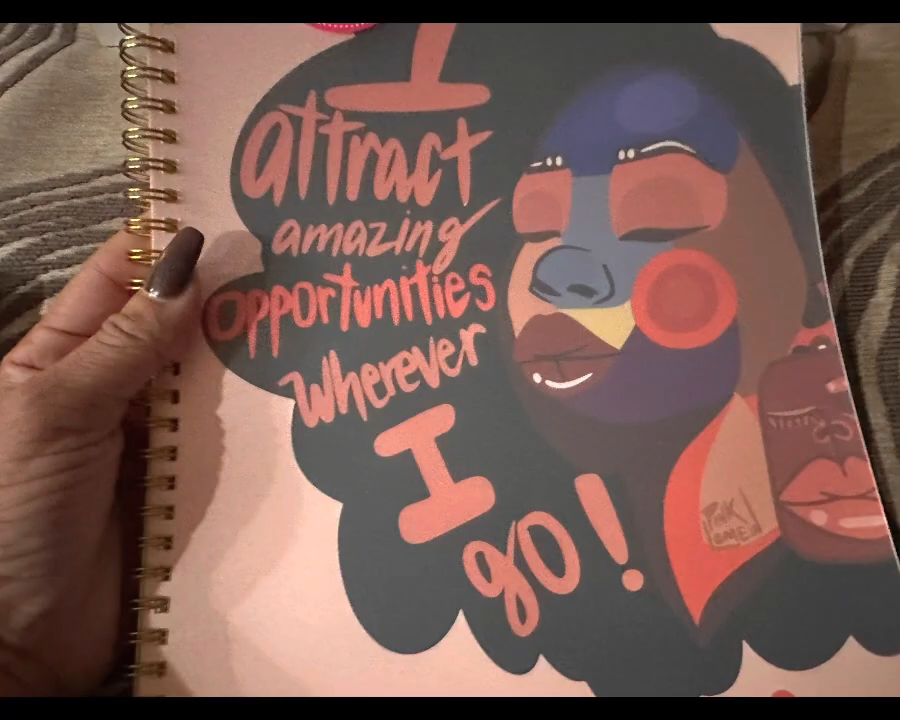 I
attract
amazing
opportunities
Wherever
I
go!